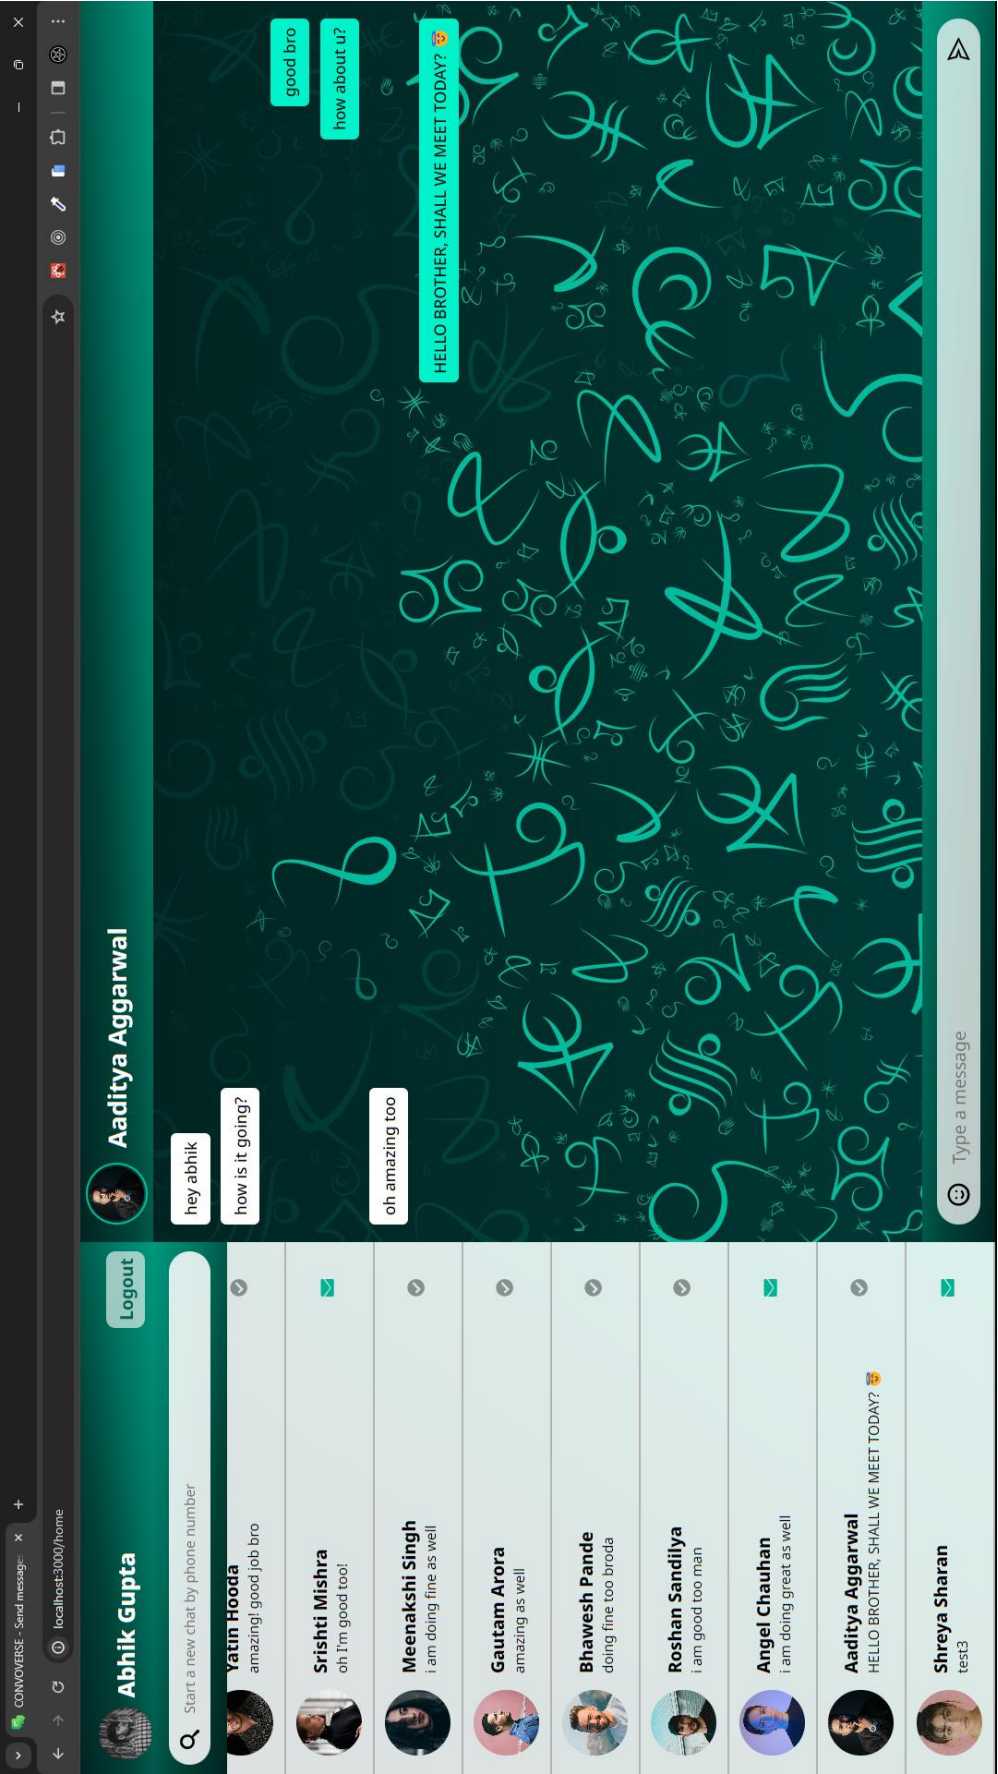 CONVOVERSE - Send message
localhost:3000/home
Abhik Gupta
Logout
Start a new chat by phone number
Yatin Hooda
amazing! good job bro
Srishti Mishra
oh I'm good too!
Meenakshi Singh
i am doing fine as well
Gautam Arora
amazing as well
Bhawesh Pande
doing fine too broda
Roshan Sandilya
i am good too man
Angel Chauhan
i am doing great as well
Aaditya Aggarwal
HELLO BROTHER, SHALL WE MEET TODAY? 😇
Shreya Sharan
test3
Aaditya Aggarwal
hey abhik
how is it going?
good bro
how about u?
oh amazing too
HELLO BROTHER, SHALL WE MEET TODAY? 😇
Type a message